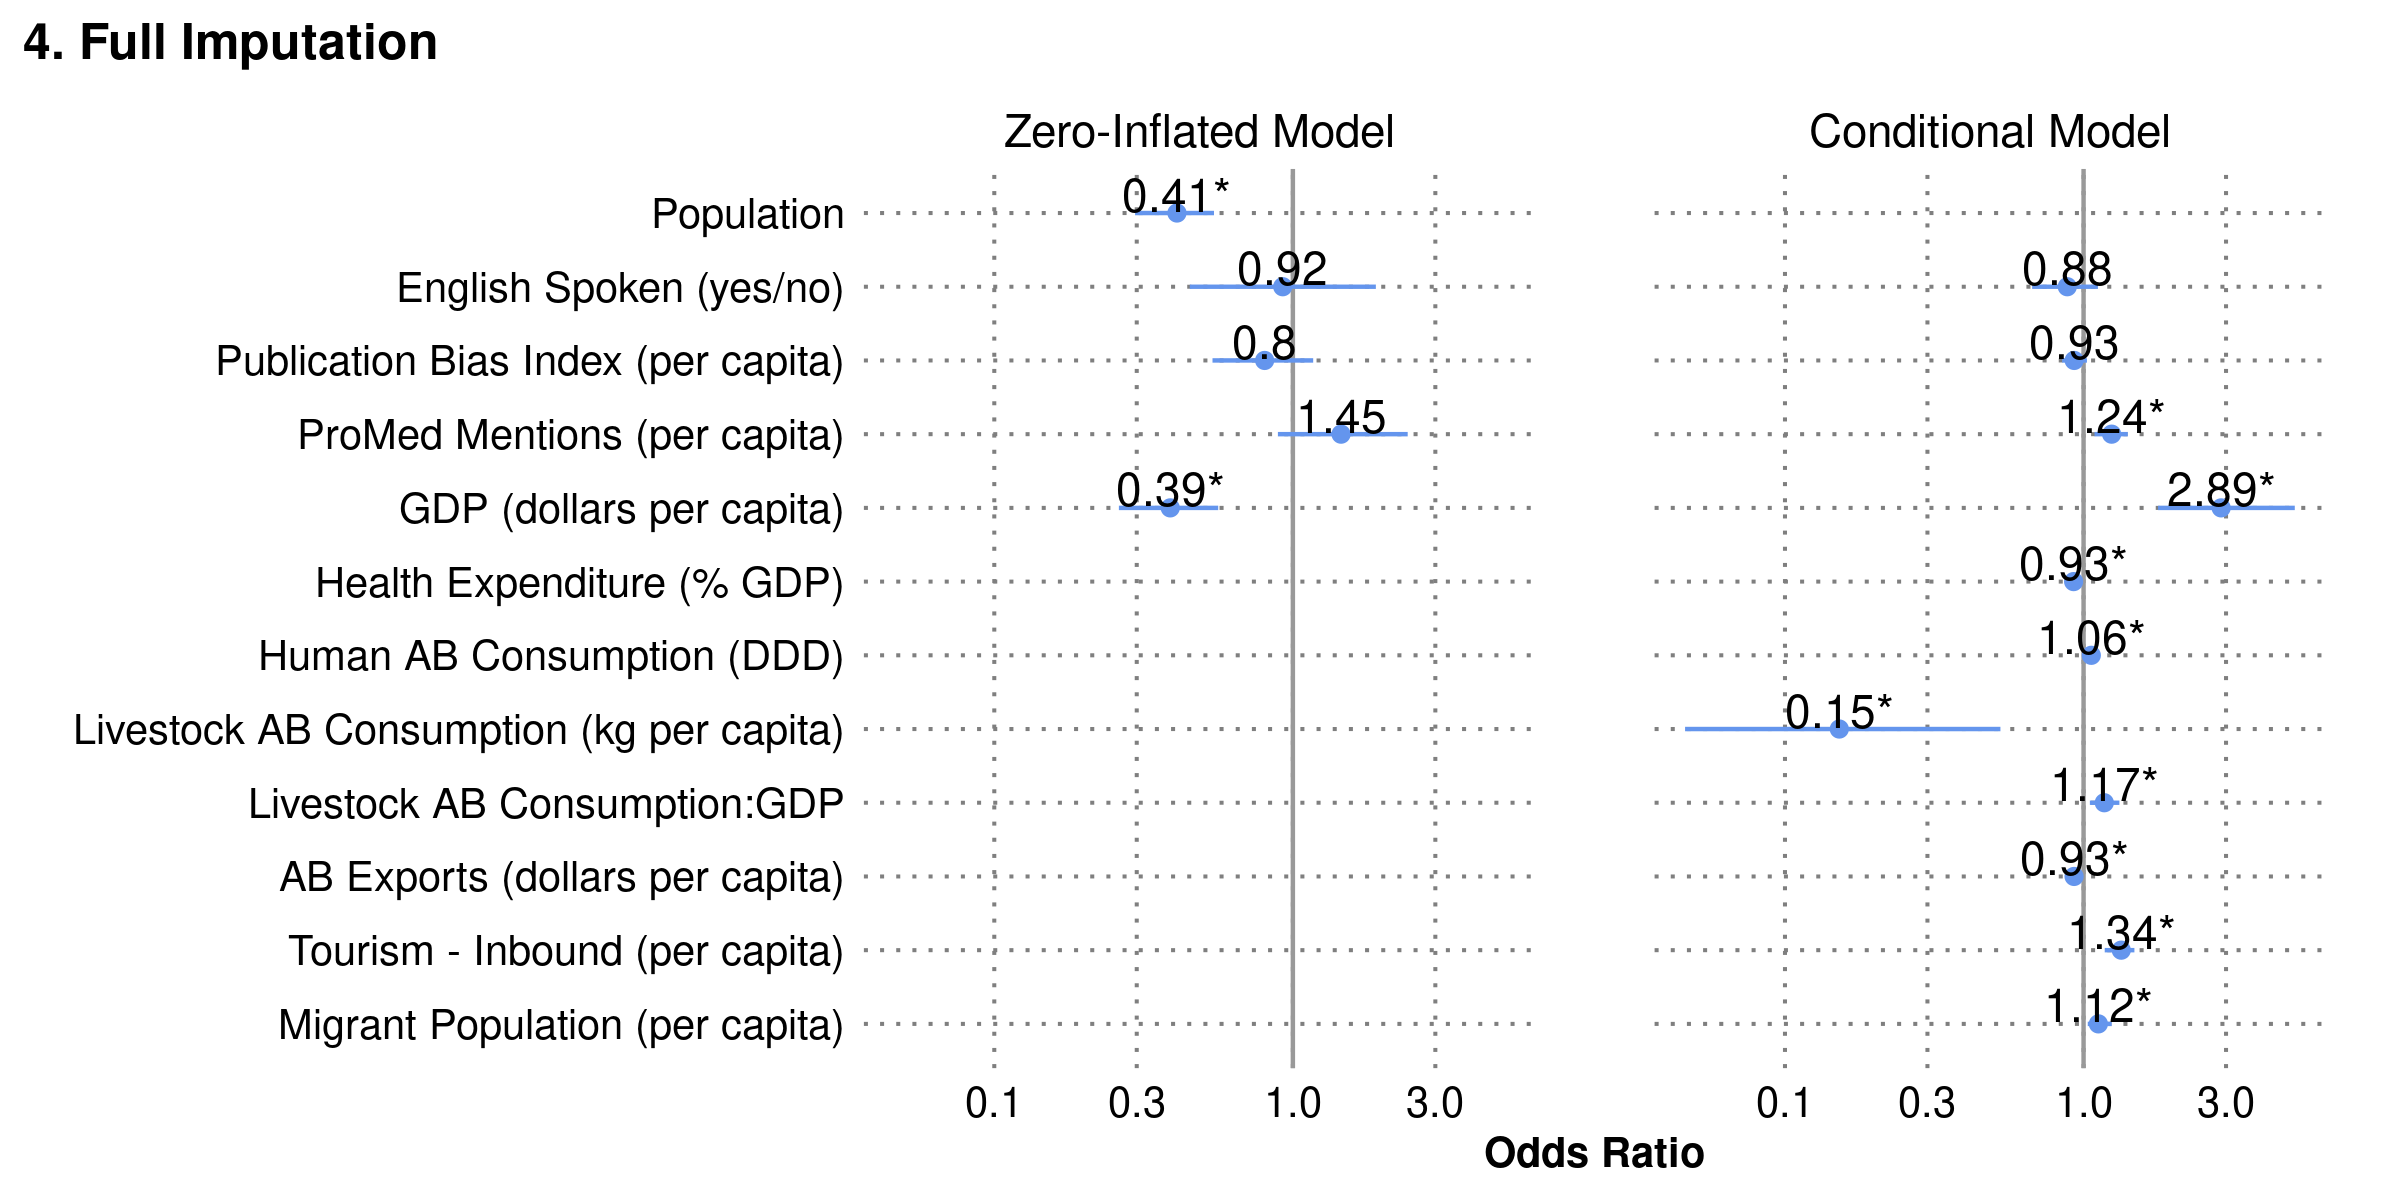 4. Full Imputation
Zero-Inflated Model Conditional Model
Population 0.41*
English Spoken (yes/no) 0.92 0.88
Publication Bias Index (per capita) 0.8 0.93
ProMed Mentions (per capita) 1.45 1.24*
GDP (dollars per capita) 0.39* 2.89*
Health Expenditure (% GDP) 0.93*
Human AB Consumption (DDD) 1.06*
Livestock AB Consumption (kg per capita) 0.15*
Livestock AB Consumption:GDP 1.17*
AB Exports (dollars per capita) 0.93*
Tourism - Inbound (per capita) 1.34*
Migrant Population (per capita) 1.12*
0.1 0.3 1.0 3.0 0.1 0.3 1.0 3.0
Odds Ratio